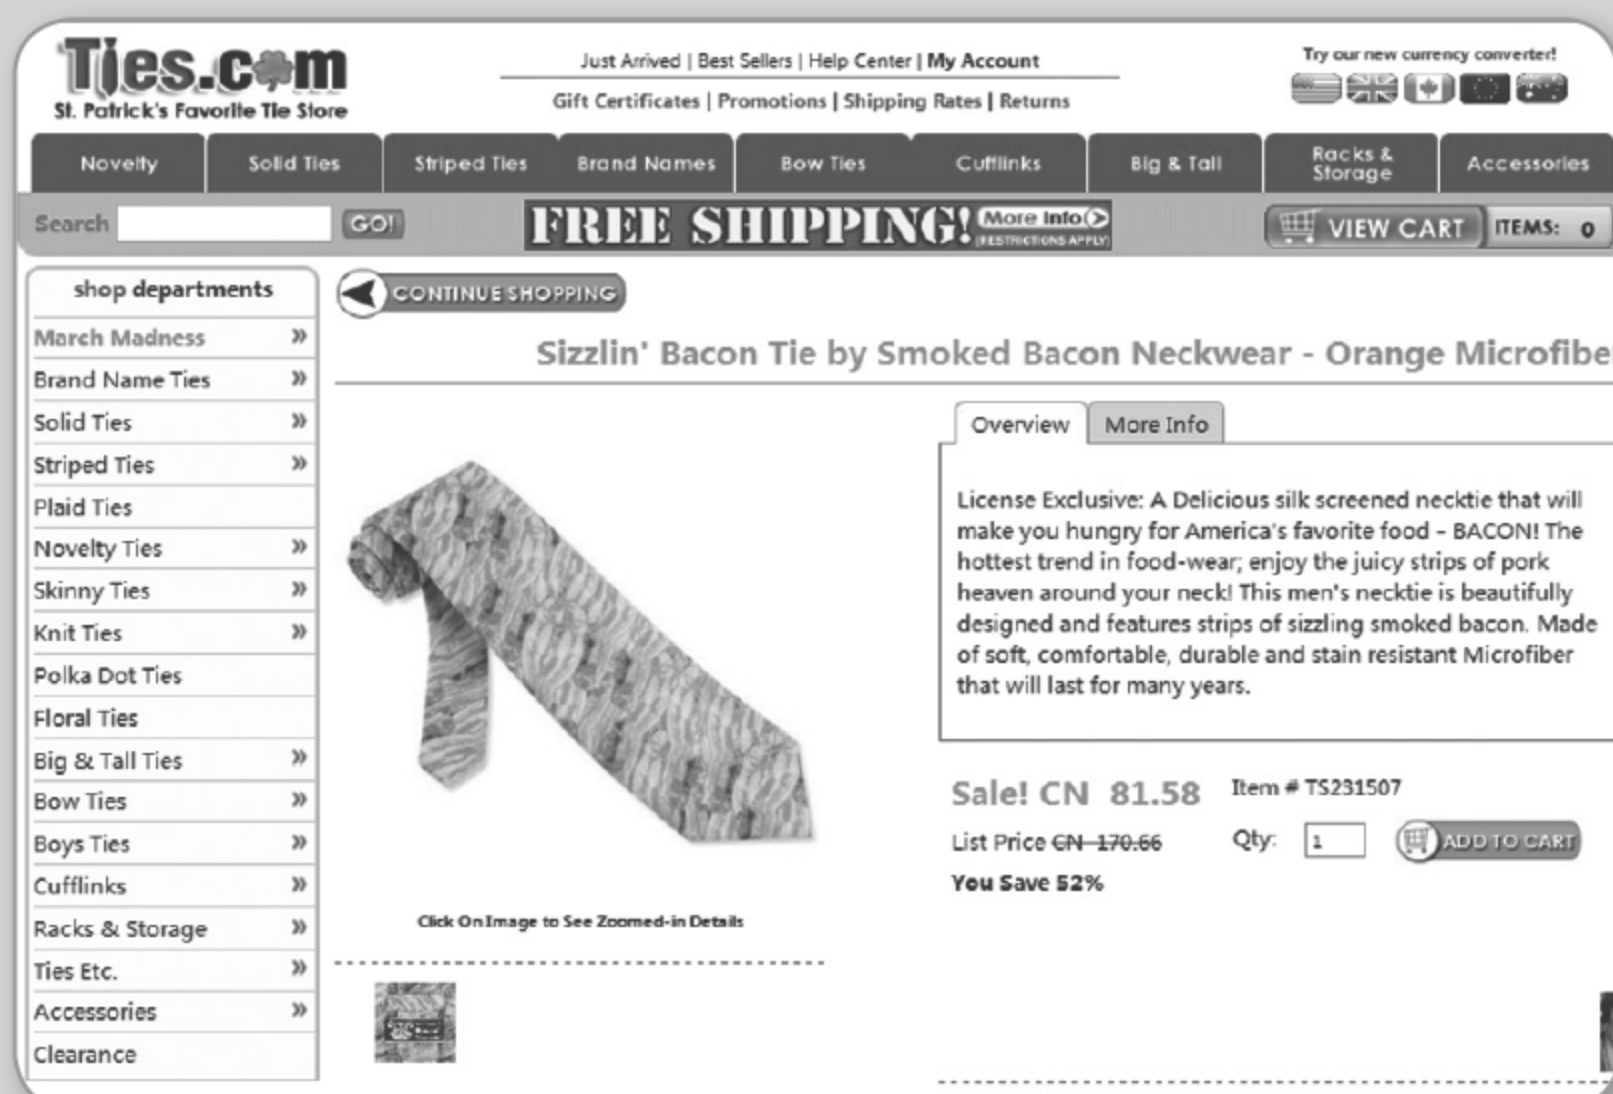 Ties.com
St. Patrick's Favorite Tie Store
Just Arrived | Best Sellers | Help Center | My Account
Gift Certificates | Promotions | Shipping Rates | Returns
Try our new currency converter!
Novelty
Solid Ties
Striped Ties
Brand Names
Bow Ties
Cufflinks
Big & Tall
Racks &
Storage
Accessories
Search
GO!
FREE SHIPPING!
More Info
(RESTRICTIONS APPLY)
VIEW CART
ITEMS: 0
shop departments
March Madness »
Brand Name Ties »
Solid Ties »
Striped Ties »
Plaid Ties
Novelty Ties »
Skinny Ties »
Knit Ties »
Polka Dot Ties
Floral Ties
Big & Tall Ties »
Bow Ties »
Boys Ties »
Cufflinks »
Racks & Storage »
Ties Etc. »
Accessories »
Clearance
CONTINUE SHOPPING
Sizzlin' Bacon Tie by Smoked Bacon Neckwear - Orange Microfibe
Overview
More Info
License Exclusive: A Delicious silk screened necktie that will
make you hungry for America's favorite food – BACON! The
hottest trend in food-wear; enjoy the juicy strips of pork
heaven around your neck! This men's necktie is beautifully
designed and features strips of sizzling smoked bacon. Made
of soft, comfortable, durable and stain resistant Microfiber
that will last for many years.
Sale! CN 81.58
Item # TS231507
List Price CN 170.66
Qty: 1
ADD TO CART
You Save 52%
Click On Image to See Zoomed-in Details